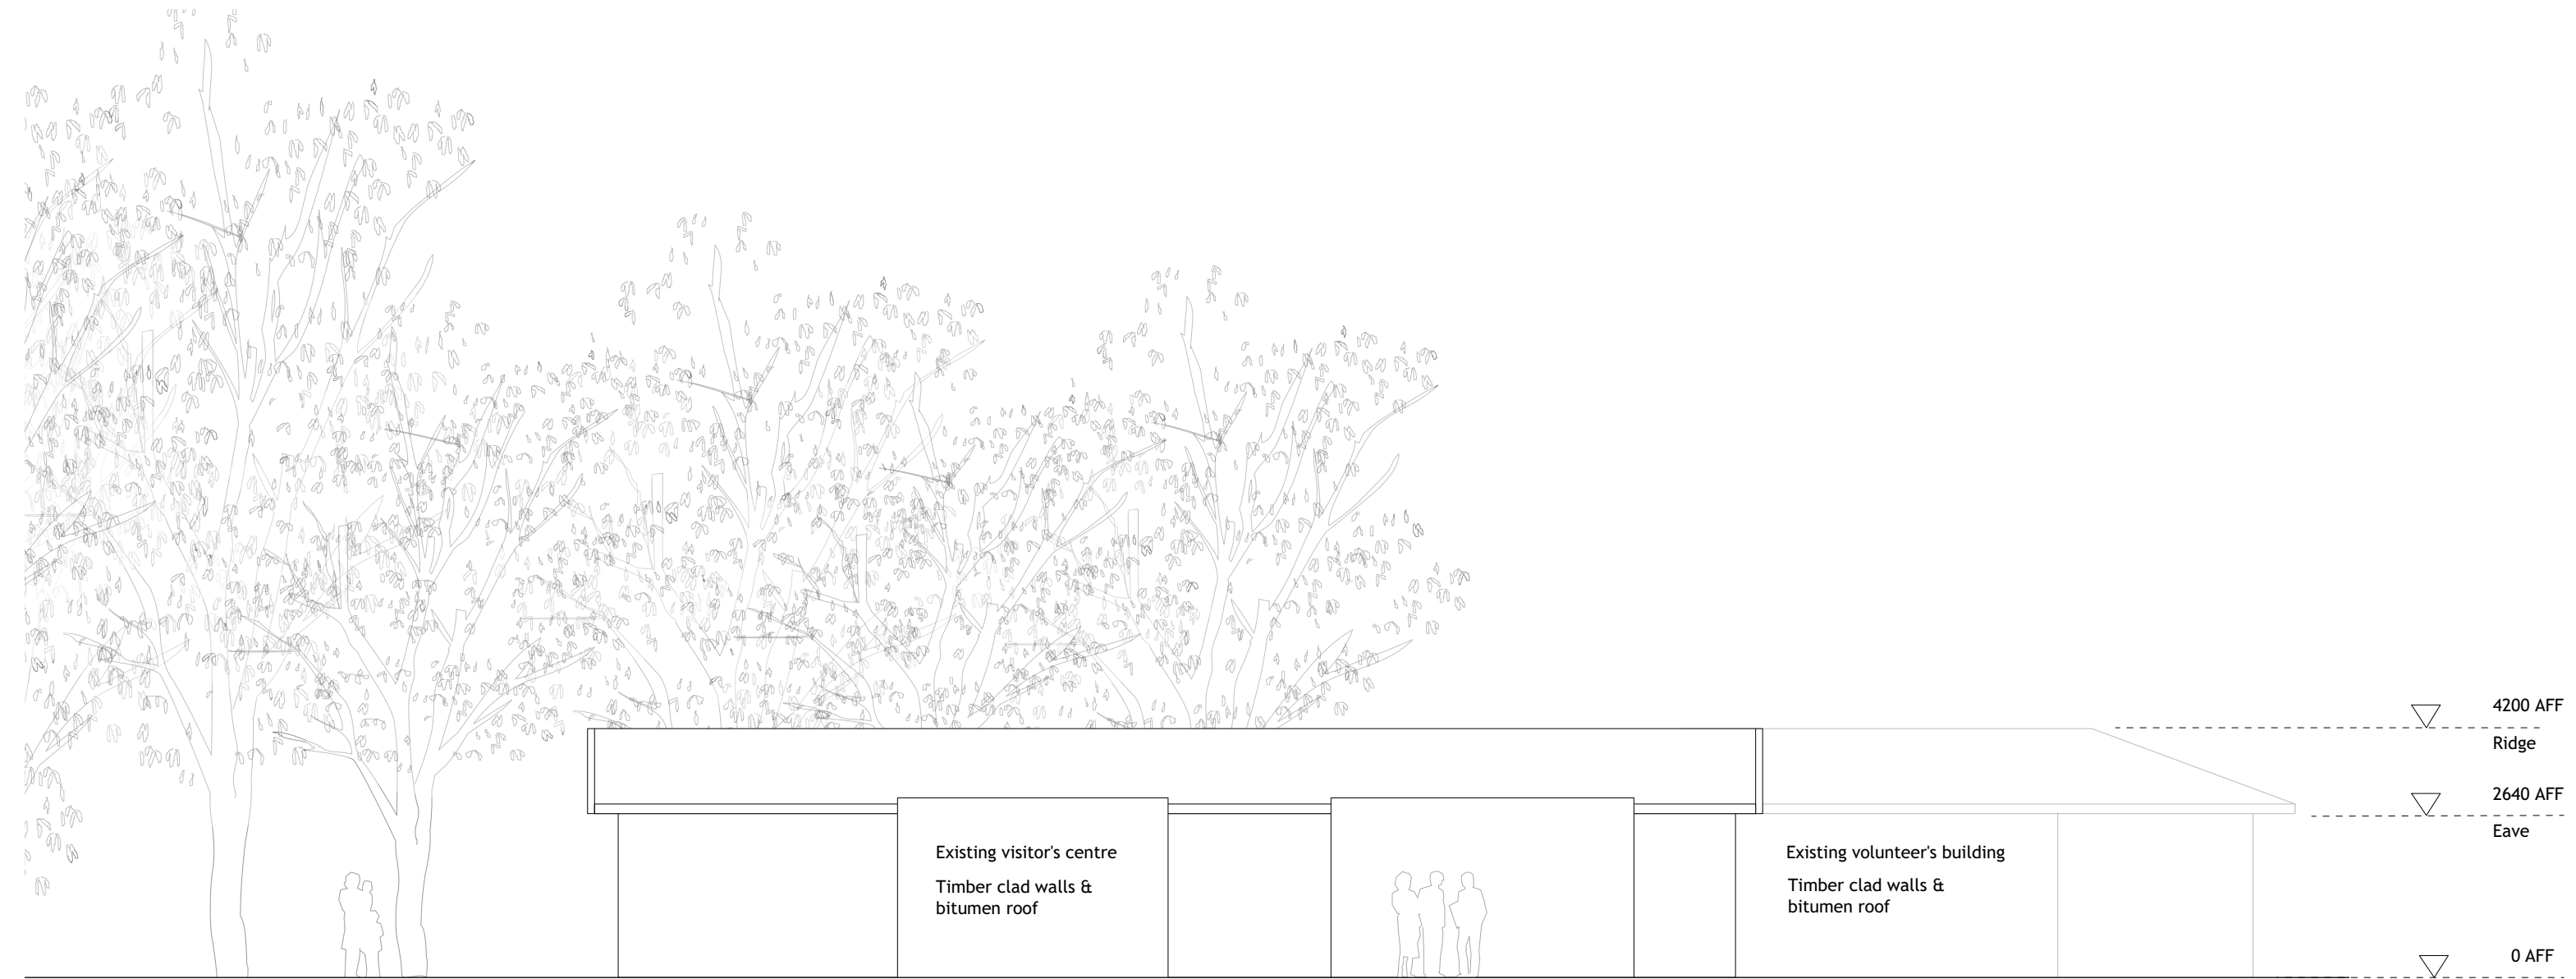 4200 AFF
Ridge
2640 AFF
Eave
Existing visitor's centre
Timber clad walls &
bitumen roof
Existing volunteer's building
Timber clad walls &
bitumen roof
0 AFF